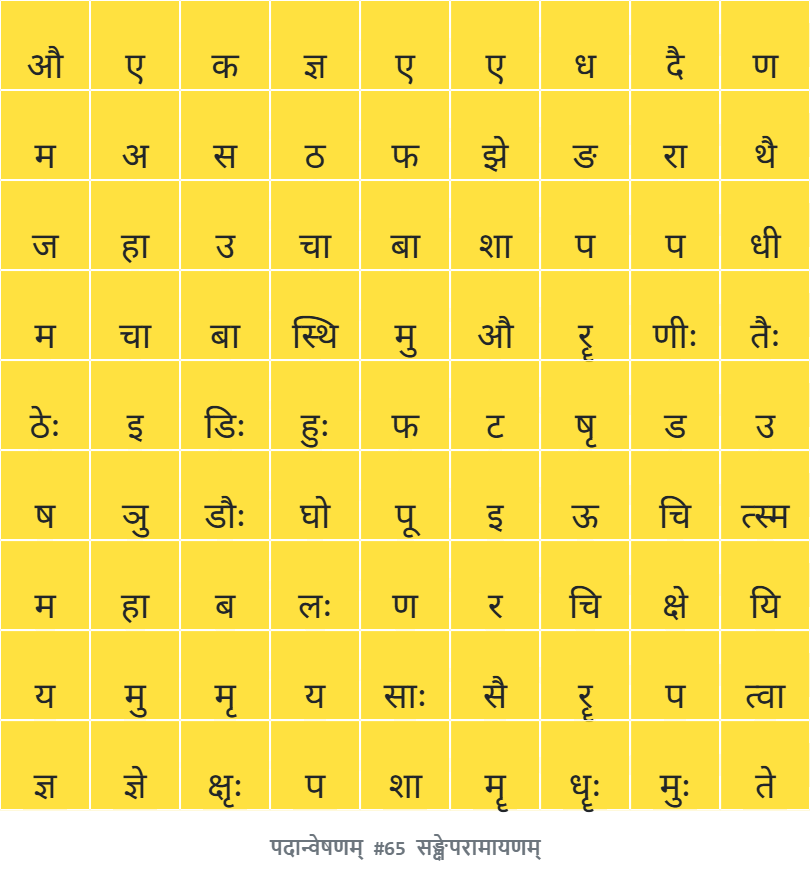 औ ए क ज्ञ ए ए ध दै ण
म अ स ठ फ झे ङ रा थै
ज हा उ चा बा शा प प धी
म चा बा स्थि मु औ रॄ णीः तैः
ठेः इ डिः हुः फ ट षृ ड उ
ष ञु डौः घो पू इ ऊ चि त्स्म
म हा ब लः ण र चि क्षे यि
य मु मृ य साः सै रॄ प त्वा
ज्ञ ज्ञे क्षृः प शा मॄ धॄः मुः ते
पदान्वेषणम् #65 सङ्क्षेपरामायणम्